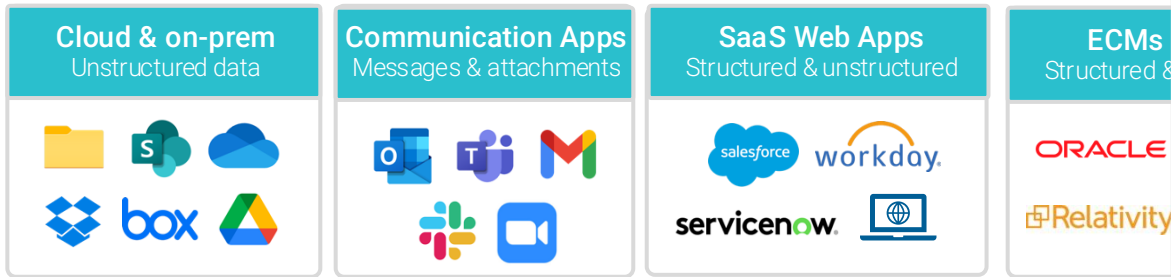 Cloud & on-prem
Unstructured data
Communication Apps
Messages & attachments
SaaS Web Apps
Structured & unstructured
ECMs
Structured &
S
box
O
T
salesforce
workday.
servicenow.
ORACLE
Relativity